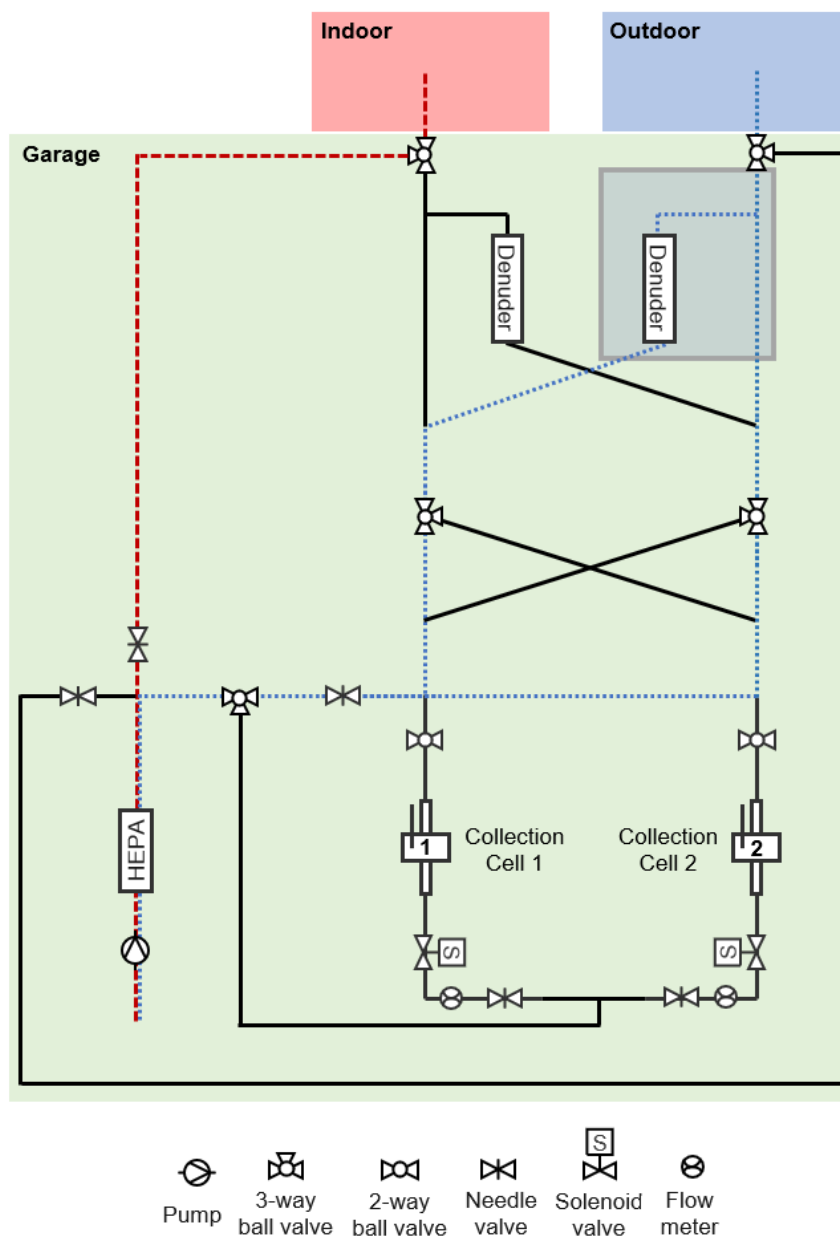 Indoor
Outdoor
Garage
Denuder
Denuder
HEPA
1
Collection
Cell 1
Collection
Cell 2
2
S
S
S
Pump
3-way
ball valve
2-way
ball valve
Needle
valve
Solenoid
valve
Flow
meter